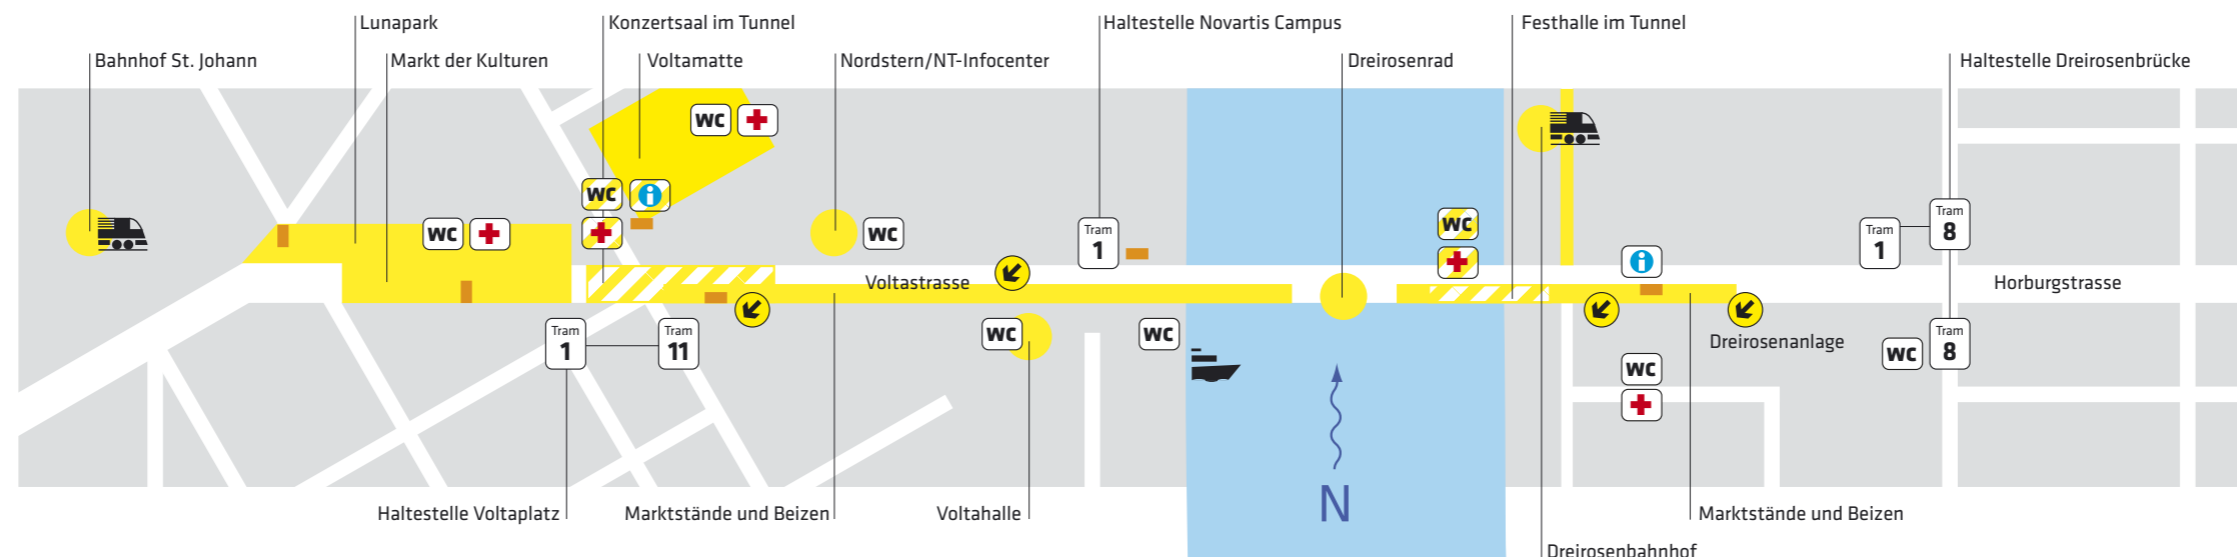 Lunapark
Konzertsaal im Tunnel
Haltestelle Novartis Campus
Festhalle im Tunnel
Bahnhof St. Johann
Markt der Kulturen
Voltamatte
Nordstern/NT-Infocenter
Dreirosenrad
Haltestelle Dreirosenbrücke
WC
WC
WC
WC
WC
Tram
1
Tram
1
Tram
8
Voltastrasse
Horburgstrasse
Tram
1
Tram
11
WC
WC
Dreirosenanlage
WC
WC
Tram
8
N
Haltestelle Voltaplatz
Marktstände und Beizen
Voltahalle
Marktstände und Beizen
Dreirosenbahnhof